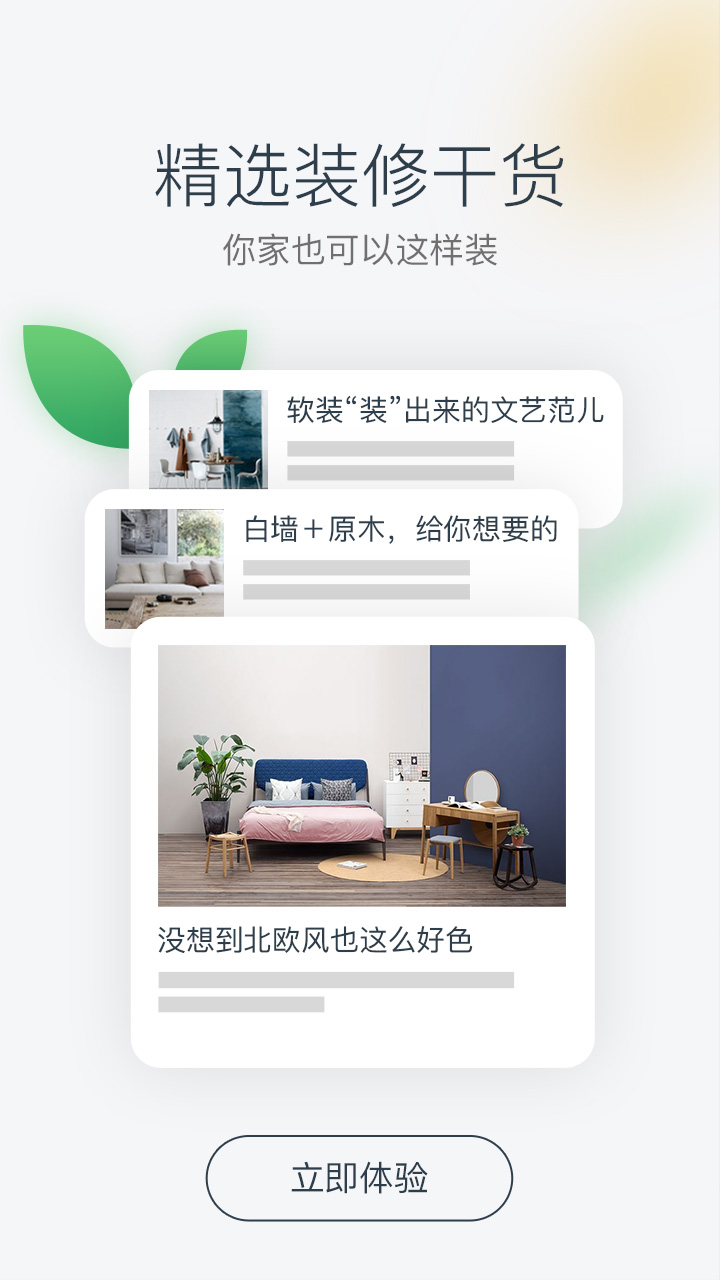 精选装修干货
你家也可以这样装
软装“装”出来的文艺范儿
白墙＋原木，给你想要的
没想到北欧风也这么好色
立即体验